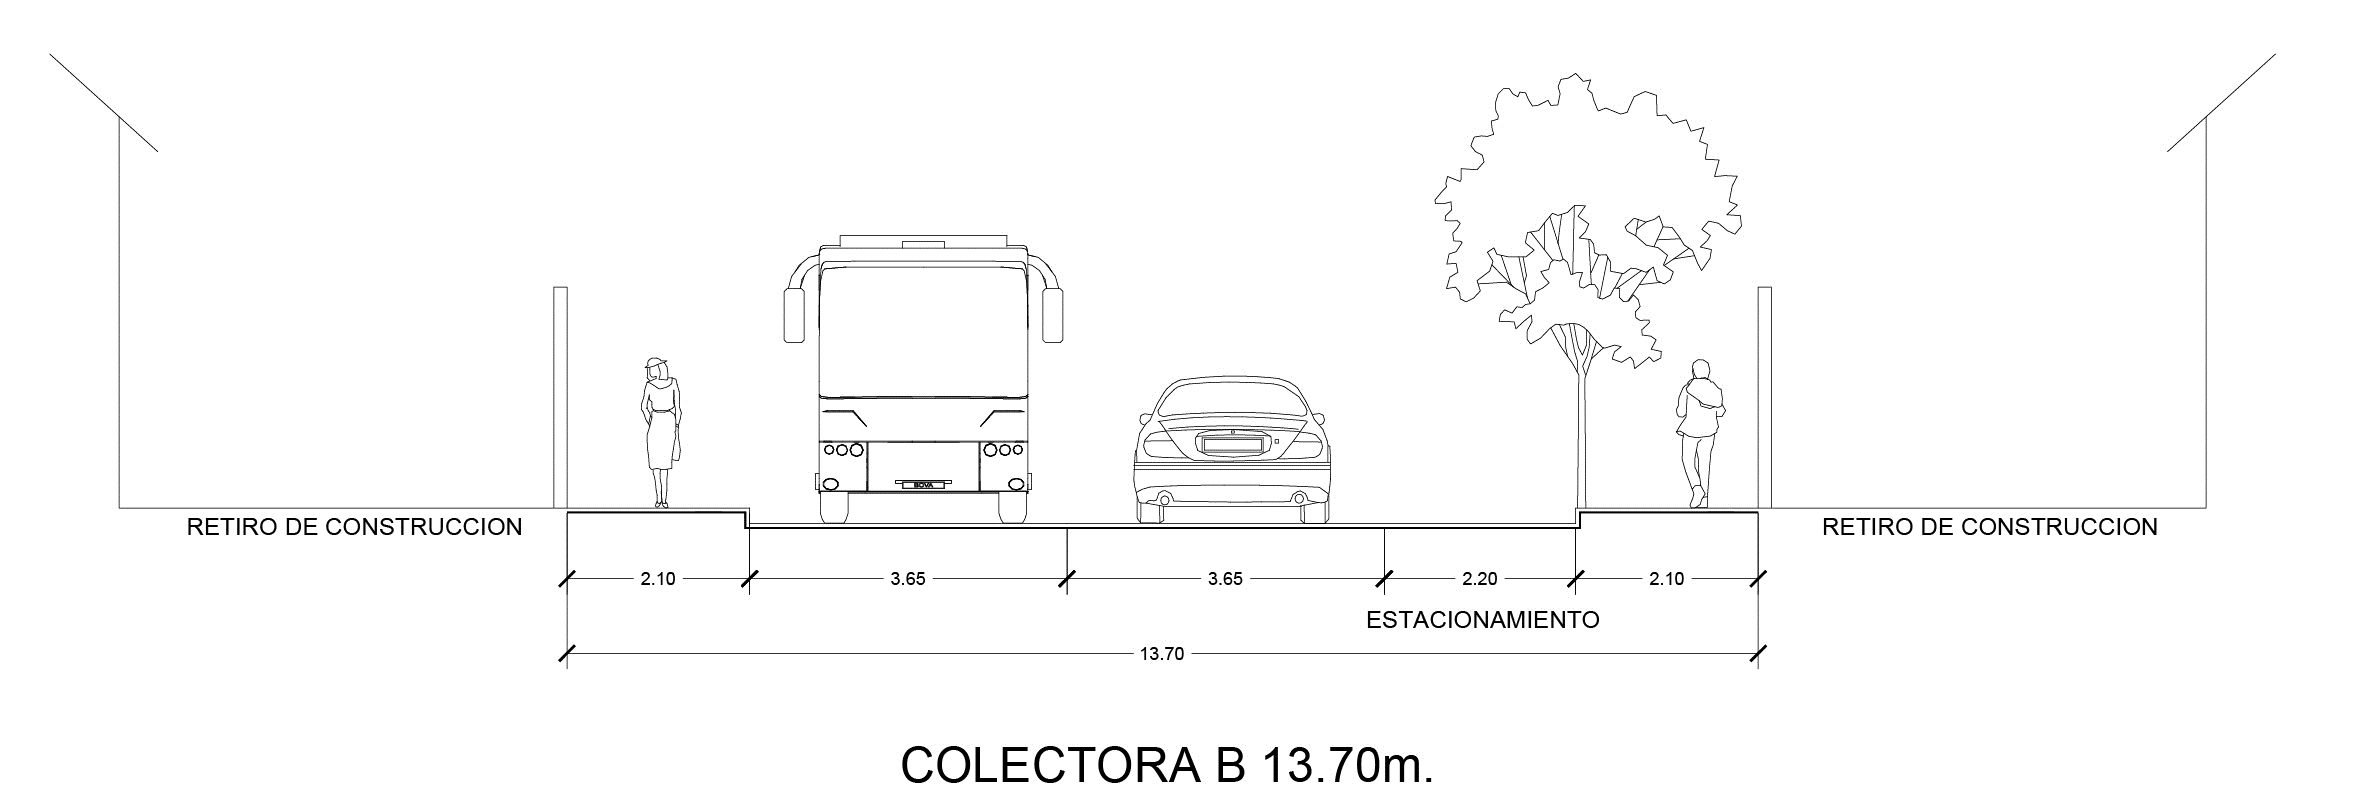 BOVA
RETIRO DE CONSTRUCCION
RETIRO DE CONSTRUCCION
2.10
3.65
3.65
2.20
2.10
ESTACIONAMIENTO
13.70
COLECTORA B 13.70m.